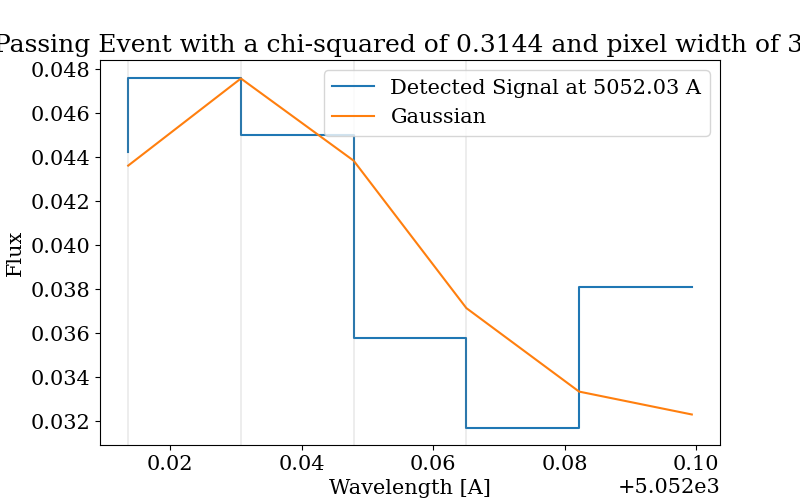 Passing Event with a chi-squared of 0.3144 and pixel width of 3
Detected Signal at 5052.03 A
Gaussian
Flux
0.048
0.046
0.044
0.042
0.040
0.038
0.036
0.034
0.032
0.02
0.04
0.06
0.08
0.10
Wavelength [A]
+5.052e3